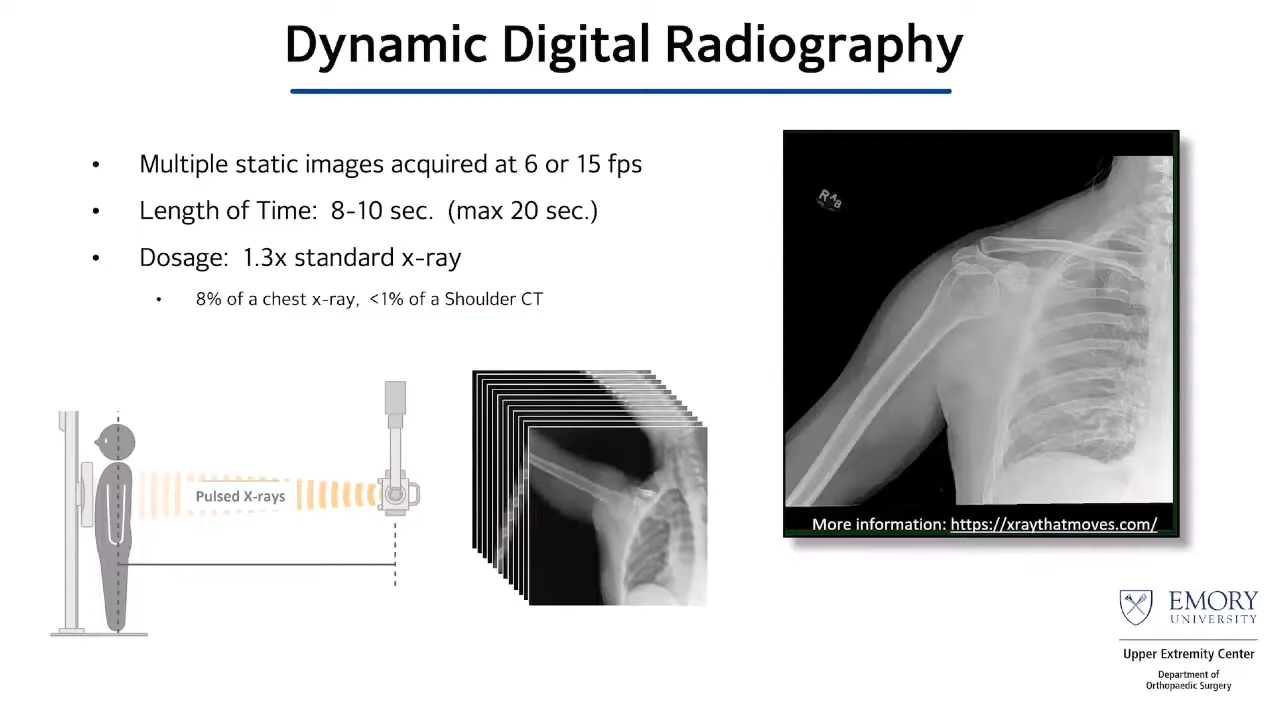 Dynamic Digital Radiography
• Multiple static images acquired at 6 or 15 fps
• Length of Time: 8-10 sec. (max 20 sec.)
• Dosage: 1.3x standard x-ray
• 8% of a chest x-ray, <1% of a Shoulder CT
Pulsed X-rays
RAB
More information: https://xraythatmoves.com/
EMORY
UNIVERSITY
Upper Extremity Center
Department of
Orthopaedic Surgery